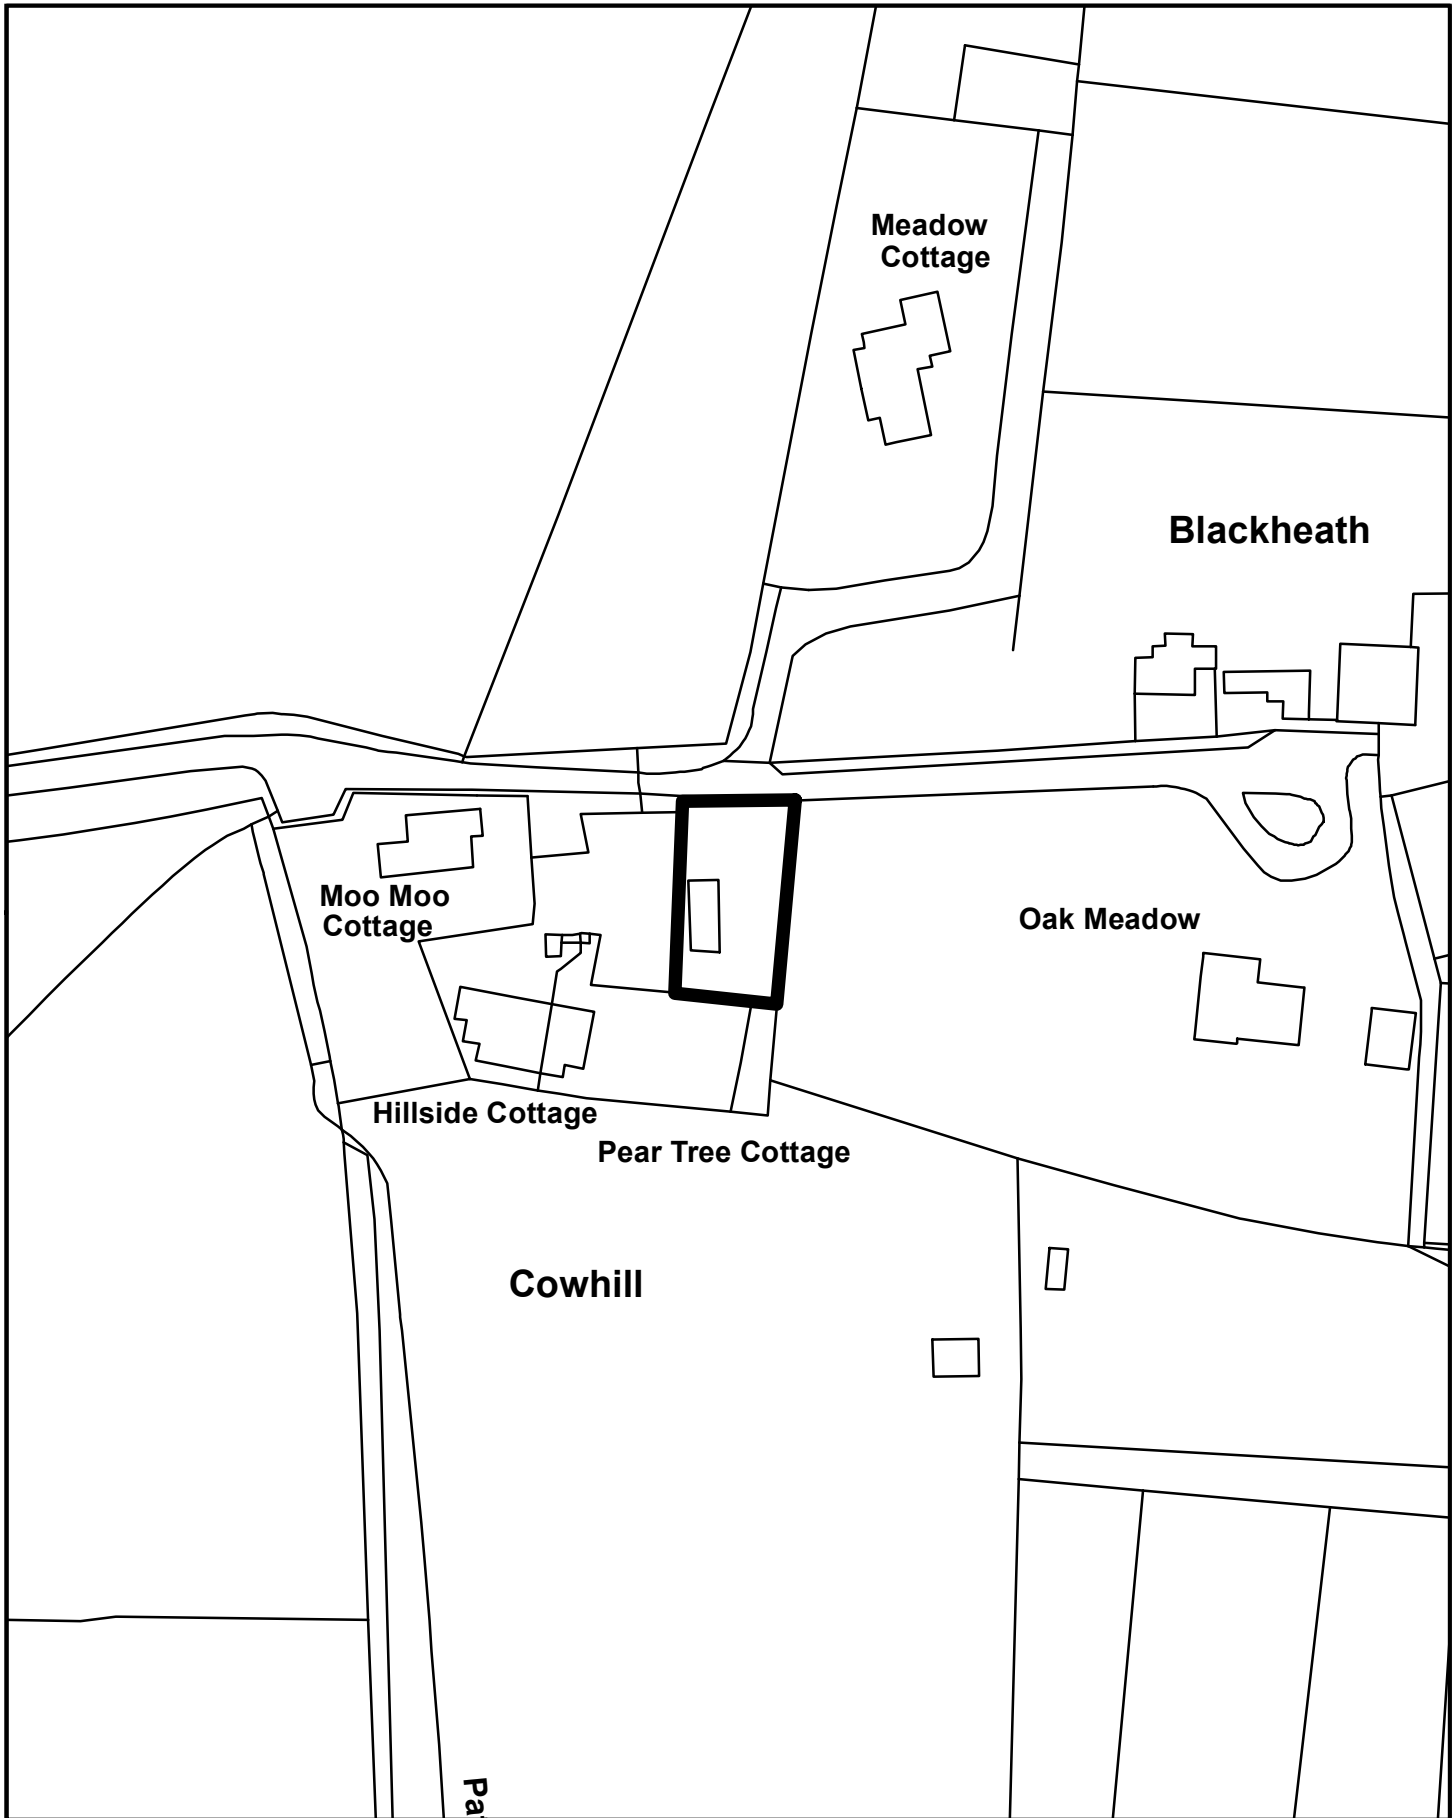 Meadow
Cottage
Blackheath
Moo Moo
Cottage
Oak Meadow
Hillside Cottage
Pear Tree Cottage
Cowhill